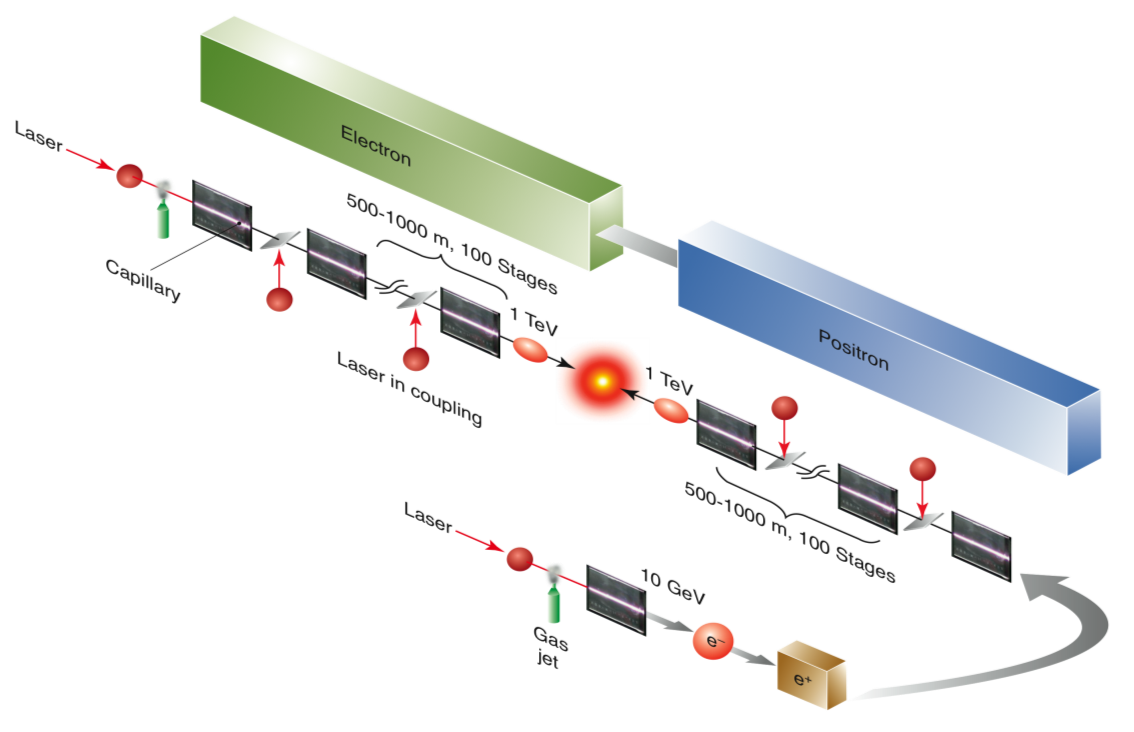 Electron
Laser
500-1000 m, 100 Stages
Capillary
1 TeV
Positron
Laser in coupling
1 TeV
500-1000 m, 100 Stages
Laser
10 GeV
Gas
jet
e⁻
e⁺